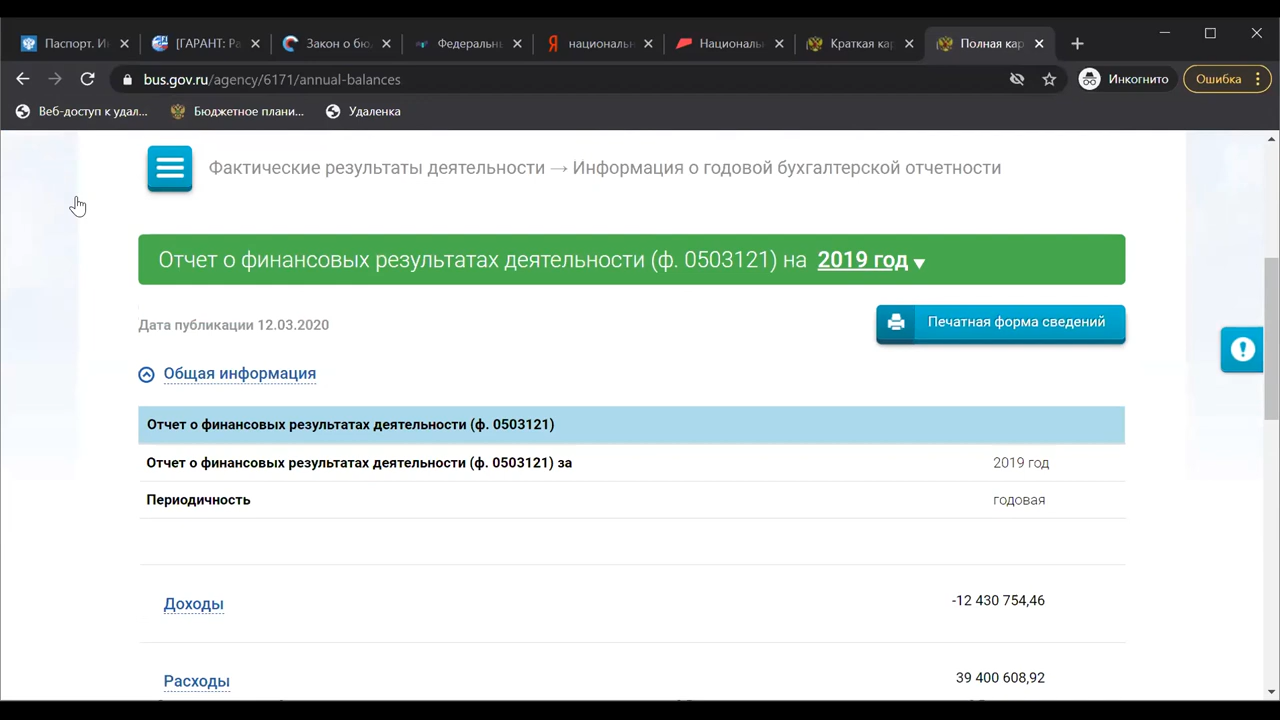 Паспорт. И
[ГАРАНТ: Ра
Закон о бю
Федеральнь
национальн
Националь
Краткая кар
Полная кар
bus.gov.ru/agency/6171/annual-balances
Инкогнито
Ошибка
Веб-доступ к удал...
Бюджетное плани...
Удаленка
Фактические результаты деятельности → Информация о годовой бухгалтерской отчетности
Отчет о финансовых результатах деятельности (ф. 0503121) на 2019 год
Дата публикации 12.03.2020
Печатная форма сведений
Общая информация
Отчет о финансовых результатах деятельности (ф. 0503121)
Отчет о финансовых результатах деятельности (ф. 0503121) за 2019 год
Периодичность годовая
Доходы -12 430 754,46
Расходы 39 400 608,92